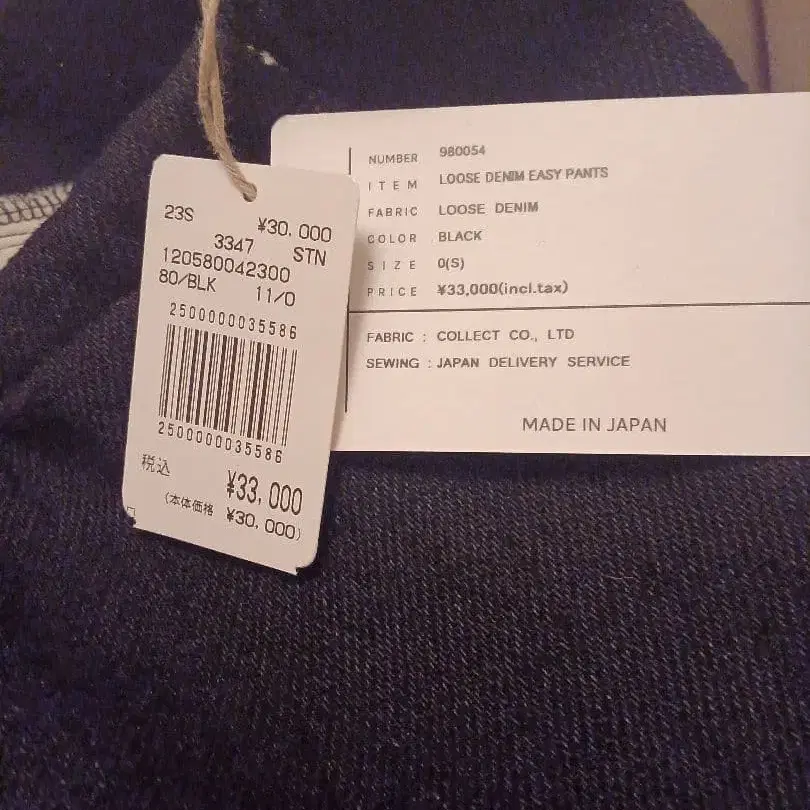 23S ¥30,000
3347 STN
120580042300
80/BLK 11/0
2500000035586
2500000035586
税込 ¥33,000
(本体価格 ¥30,000)
NUMBER 980054
ITEM LOOSE DENIM EASY PANTS
FABRIC LOOSE DENIM
COLOR BLACK
SIZE 0(S)
PRICE ¥33,000(incl.tax)
FABRIC : COLLECT CO., LTD
SEWING : JAPAN DELIVERY SERVICE
MADE IN JAPAN